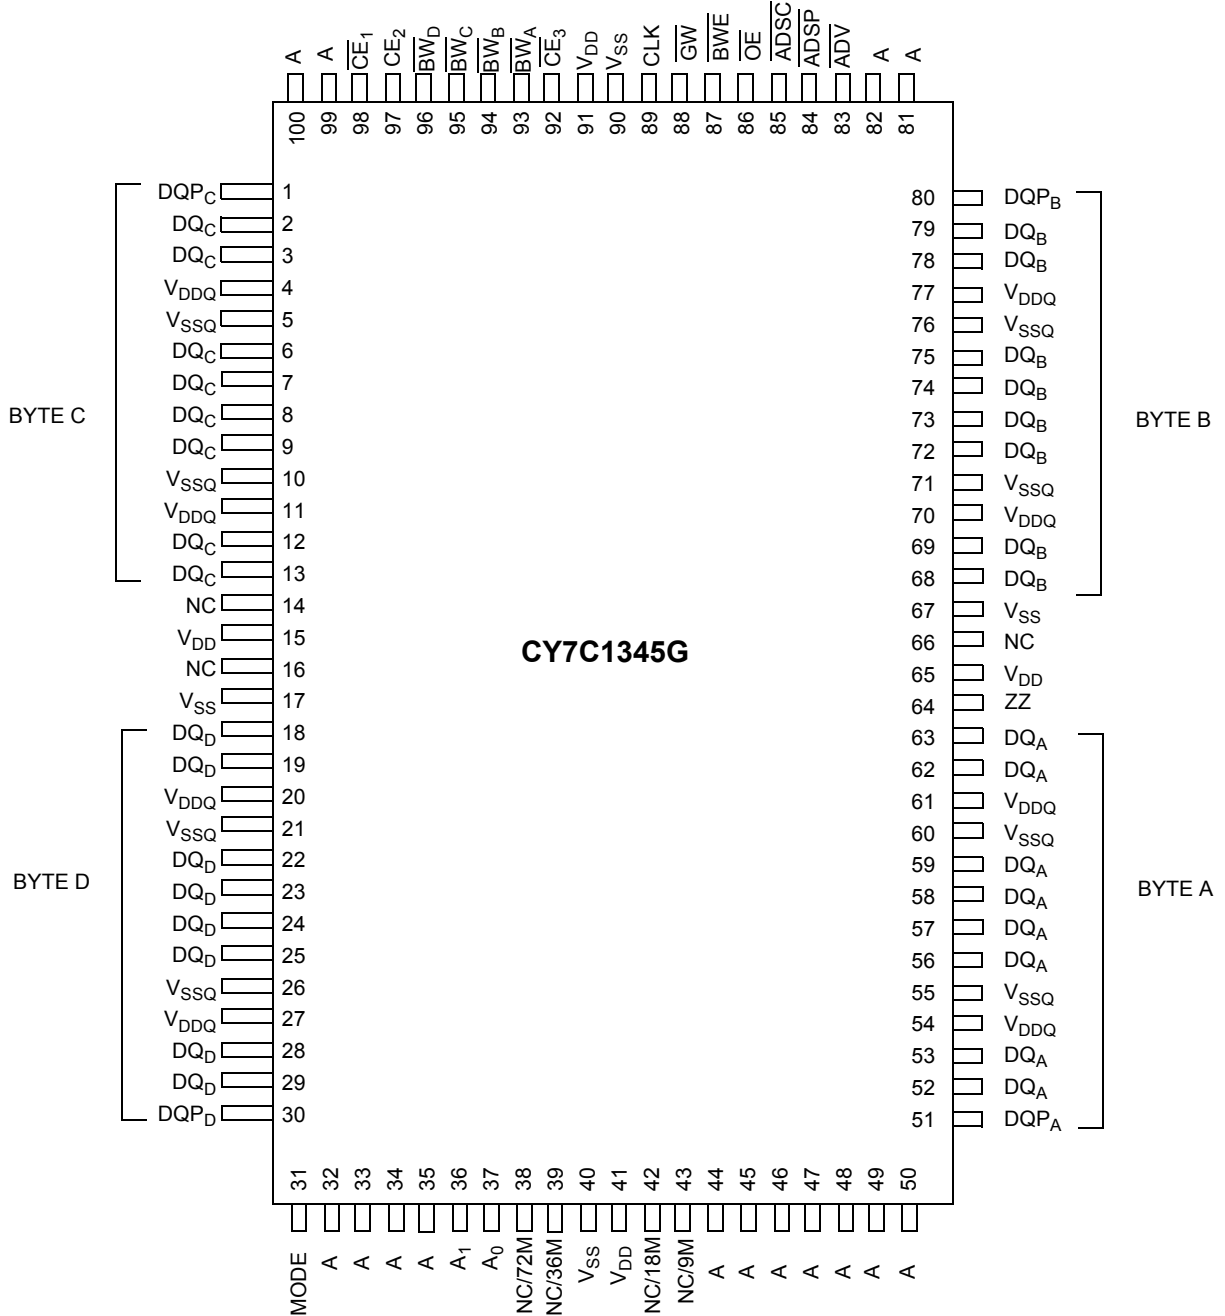 A A CE1 CE2 BWD BWC BWB BWA CE3 VDD VSS CLK GW BWE OE ADSC ADSP ADV A A
100 99 98 97 96 95 94 93 92 91 90 89 88 87 86 85 84 83 82 81
DQPC 1
DQC 2
DQC 3
VDDQ 4
VSSQ 5
DQC 6
DQC 7
DQC 8
DQC 9
VSSQ 10
VDDQ 11
DQC 12
DQC 13
NC 14
VDD 15
NC 16
VSS 17
DQD 18
DQD 19
VDDQ 20
VSSQ 21
DQD 22
DQD 23
DQD 24
DQD 25
VSSQ 26
VDDQ 27
DQD 28
DQD 29
DQPD 30
BYTE C
BYTE D
CY7C1345G
80 DQPB
79 DQB
78 DQB
77 VDDQ
76 VSSQ
75 DQB
74 DQB
73 DQB
72 DQB
71 VSSQ
70 VDDQ
69 DQB
68 DQB
67 VSS
66 NC
65 VDD
64 ZZ
63 DQA
62 DQA
61 VDDQ
60 VSSQ
59 DQA
58 DQA
57 DQA
56 DQA
55 VSSQ
54 VDDQ
53 DQA
52 DQA
51 DQPA
BYTE B
BYTE A
31 32 33 34 35 36 37 38 39 40 41 42 43 44 45 46 47 48 49 50
MODE A A A A A1 A0 NC/72M NC/36M VSS VDD NC/18M NC/9M A A A A A A A